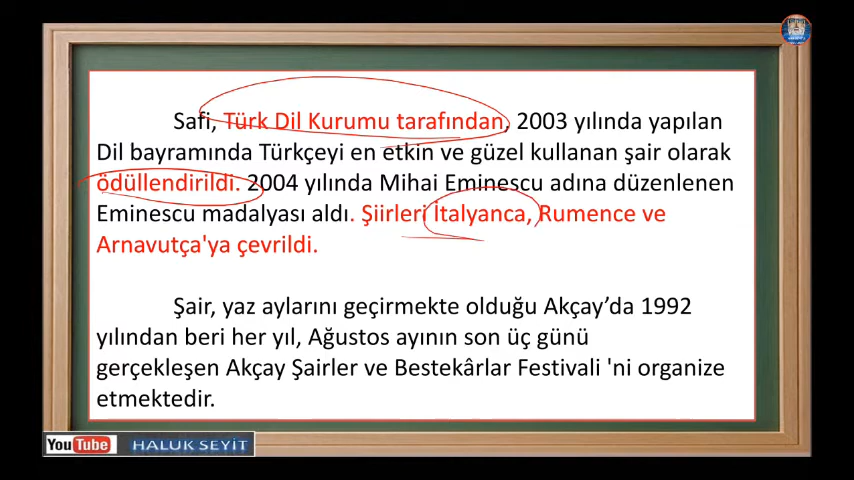 Safi, Türk Dil Kurumu tarafından, 2003 yılında yapılan
Dil bayramında Türkçeyi en etkin ve güzel kullanan şair olarak
ödüllendirildi. 2004 yılında Mihai Eminescu adına düzenlenen
Eminescu madalyası aldı. Şiirleri İtalyanca, Rumence ve
Arnavutça'ya çevrildi.
Şair, yaz aylarını geçirmekte olduğu Akçay’da 1992
yılından beri her yıl, Ağustos ayının son üç günü
gerçekleşen Akçay Şairler ve Bestekârlar Festivali 'ni organize
etmektedir.
YouTube HALUK SEYİT